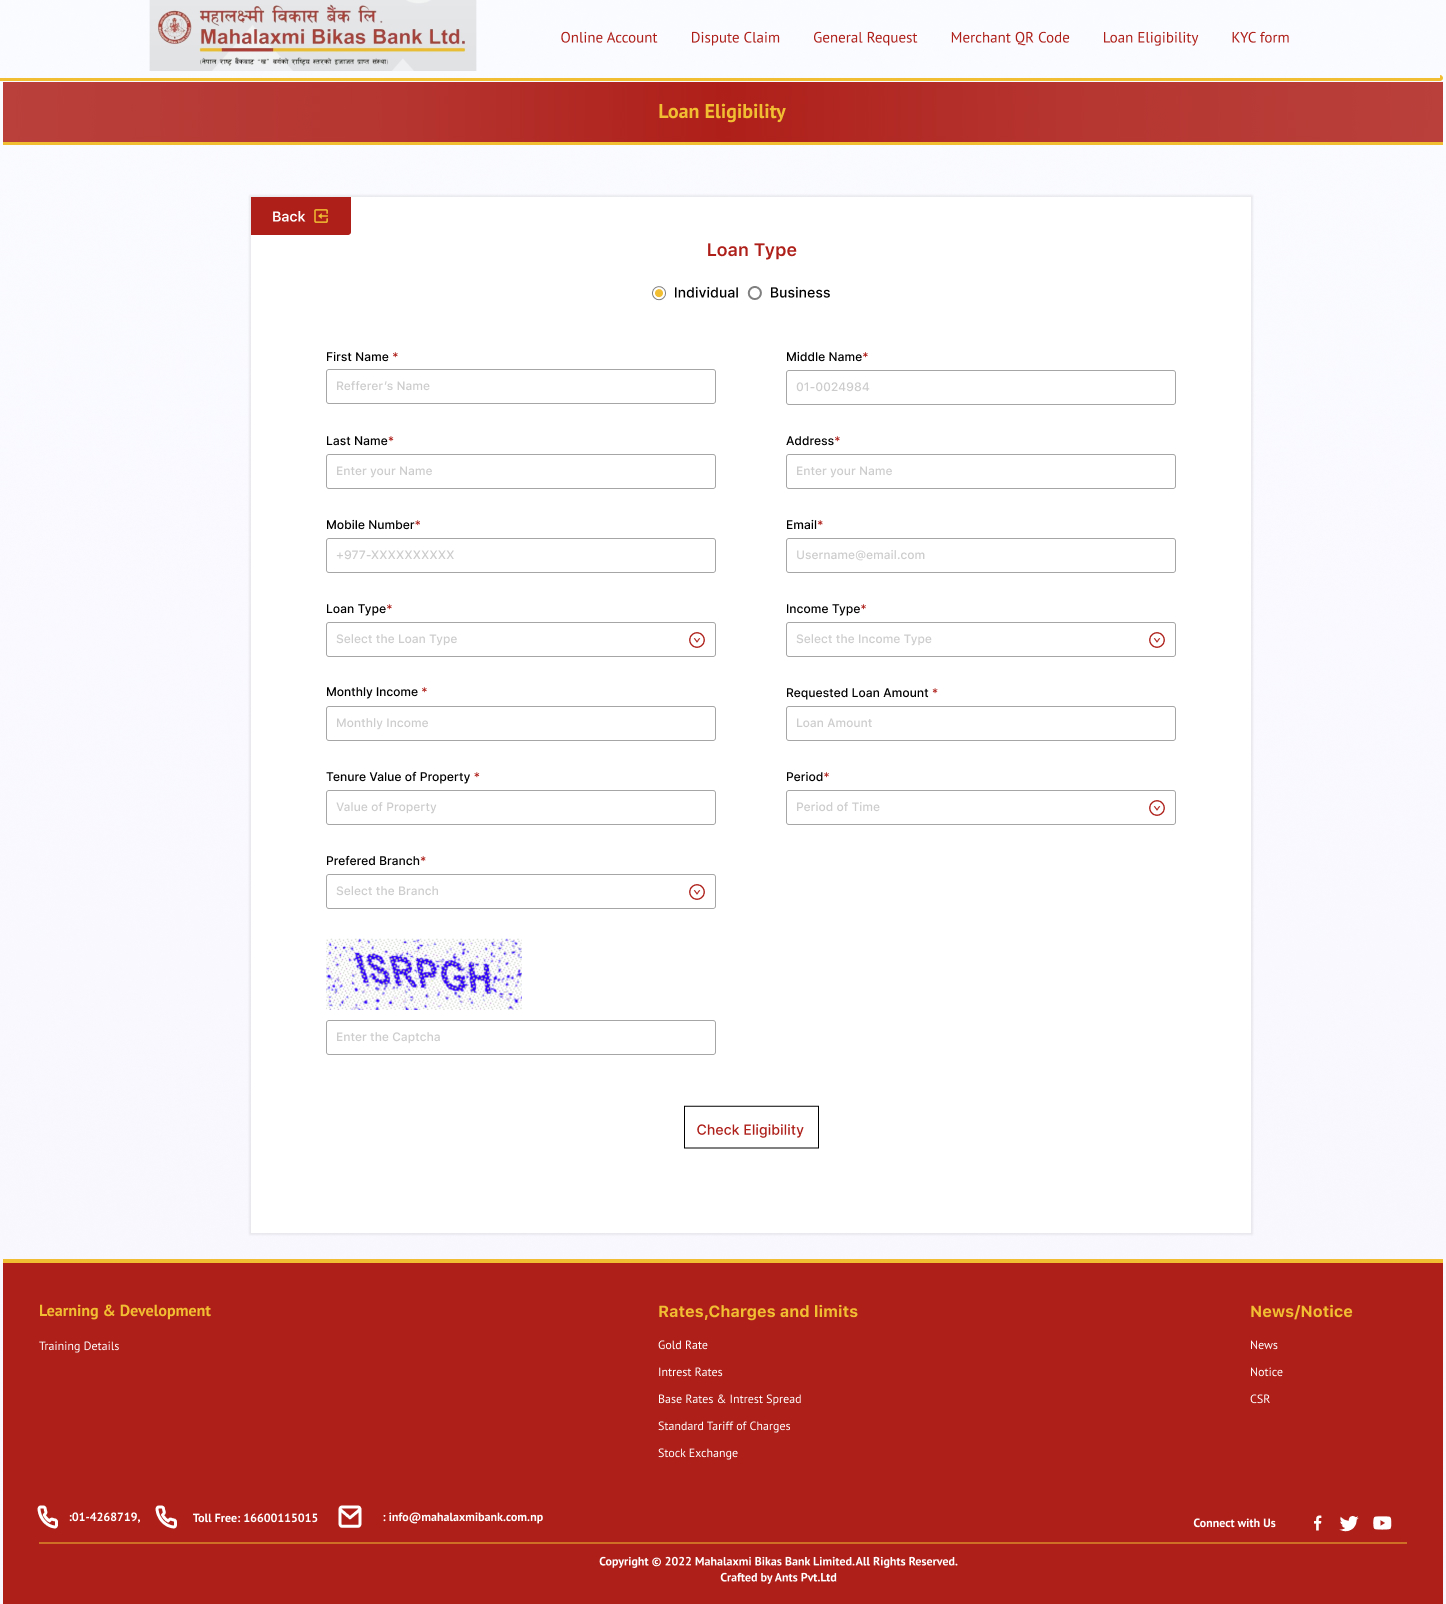 महालक्ष्मी विकास बैंक लि.
Mahalaxmi Bikas Bank Ltd.
(नेपाल राष्ट्र बैंकबाट "ख" वर्गको राष्ट्रिय स्तरको इजाजत प्राप्त संस्था)
Online Account Dispute Claim General Request Merchant QR Code Loan Eligibility KYC form
Loan Eligibility
Back
Loan Type
Individual Business
First Name * Middle Name*
Refferer's Name 01-0024984
Last Name* Address*
Enter your Name Enter your Name
Mobile Number* Email*
+977-XXXXXXXXXX Username@email.com
Loan Type* Income Type*
Select the Loan Type Select the Income Type
Monthly Income * Requested Loan Amount *
Monthly Income Loan Amount
Tenure Value of Property * Period*
Value of Property Period of Time
Prefered Branch*
Select the Branch
ISRPGH
Enter the Captcha
Check Eligibility
Learning & Development Rates,Charges and limits News/Notice
Training Details Gold Rate News
Intrest Rates Notice
Base Rates & Intrest Spread CSR
Standard Tariff of Charges
Stock Exchange
:01-4268719, Toll Free: 16600115015 : info@mahalaxmibank.com.np Connect with Us
Copyright © 2022 Mahalaxmi Bikas Bank Limited.All Rights Reserved.
Crafted by Ants Pvt.Ltd